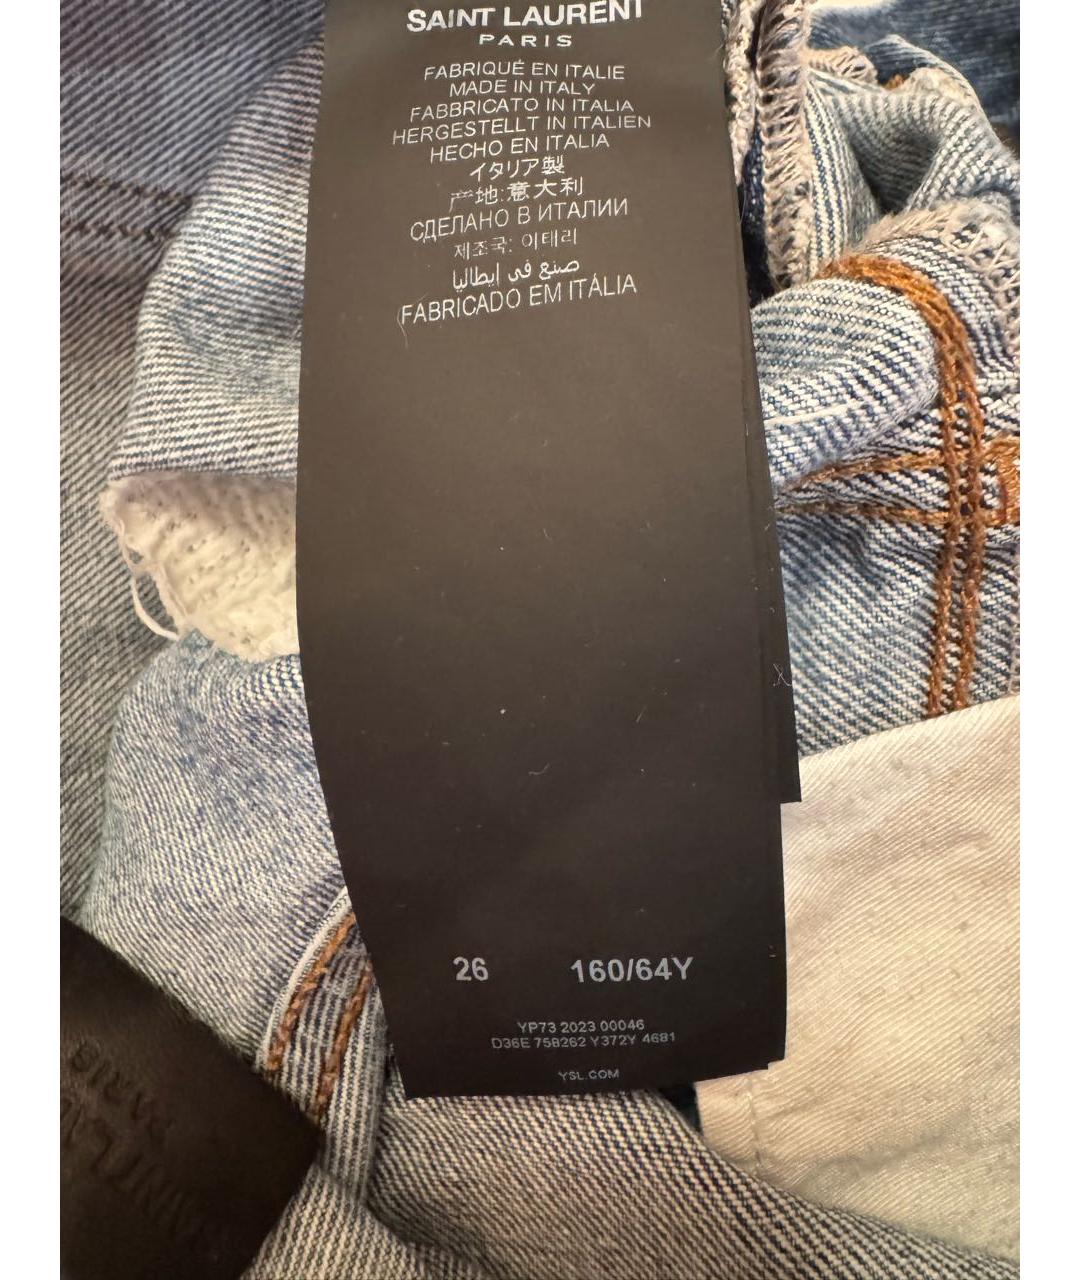 SAINT LAURENT
PARIS
FABRIQUÉ EN ITALIE
MADE IN ITALY
FABBRICATO IN ITALIA
HERGESTELLT IN ITALIEN
HECHO EN ITALIA
イタリア製
产地:意大利
СДЕЛАНО В ИТАЛИИ
제조국: 이태리
صنع في ايطاليا
FABRICADO EM ITÁLIA
26 160/64Y
YP73 2023 00046
D36E 758262 Y372Y 4681
YSL.COM